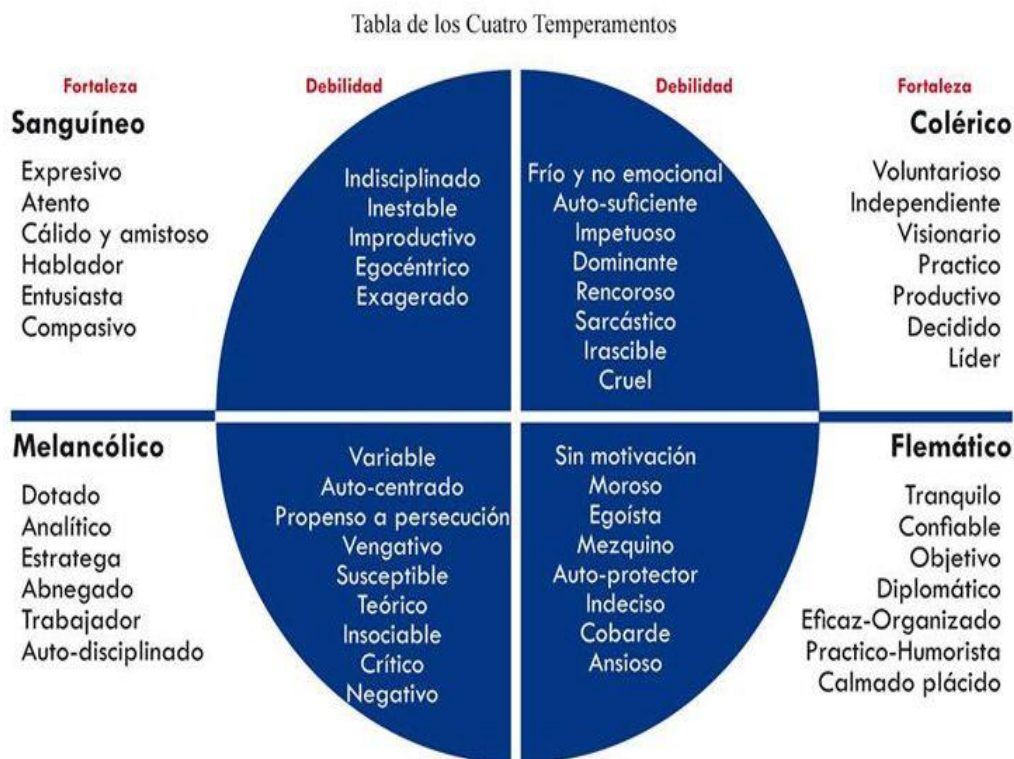 Tabla de los Cuatro Temperamentos
Fortaleza
Debilidad
Sanguíneo
Expresivo
Atento
Cálido y amistoso
Hablador
Entusiasta
Compasivo
Indisciplinado
Inestable
Improductivo
Egocéntrico
Exagerado
Debilidad
Fortaleza
Colérico
Frío y no emocional
Auto-suficiente
Impetuoso
Dominante
Rencoroso
Sarcástico
Irascible
Cruel
Voluntarioso
Independiente
Visionario
Practico
Productivo
Decidido
Líder
Melancólico
Dotado
Analítico
Estratega
Abnegado
Trabajador
Auto-disciplinado
Variable
Auto-centrado
Propenso a persecución
Vengativo
Susceptible
Teórico
Insociable
Crítico
Negativo
Flemático
Sin motivación
Moroso
Egoísta
Mezquino
Auto-protector
Indeciso
Cobarde
Ansioso
Tranquilo
Confiable
Objetivo
Diplomático
Eficaz-Organizado
Practico-Humorista
Calmado plácido